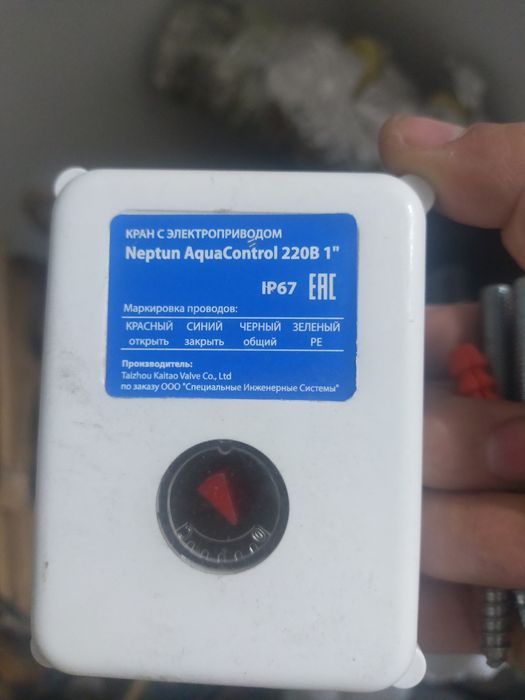 КРАН С ЭЛЕКТРОПРИВОДОМ
Neptun AquaControl 220В 1"
IP67 EAC
Маркировка проводов:
КРАСНЫЙ СИНИЙ ЧЕРНЫЙ ЗЕЛЕНЫЙ
открыть закрыть общий PE
Производитель:
Taizhou Kaitao Valve Co., Ltd
по заказу ООО "Специальные Инженерные Системы"